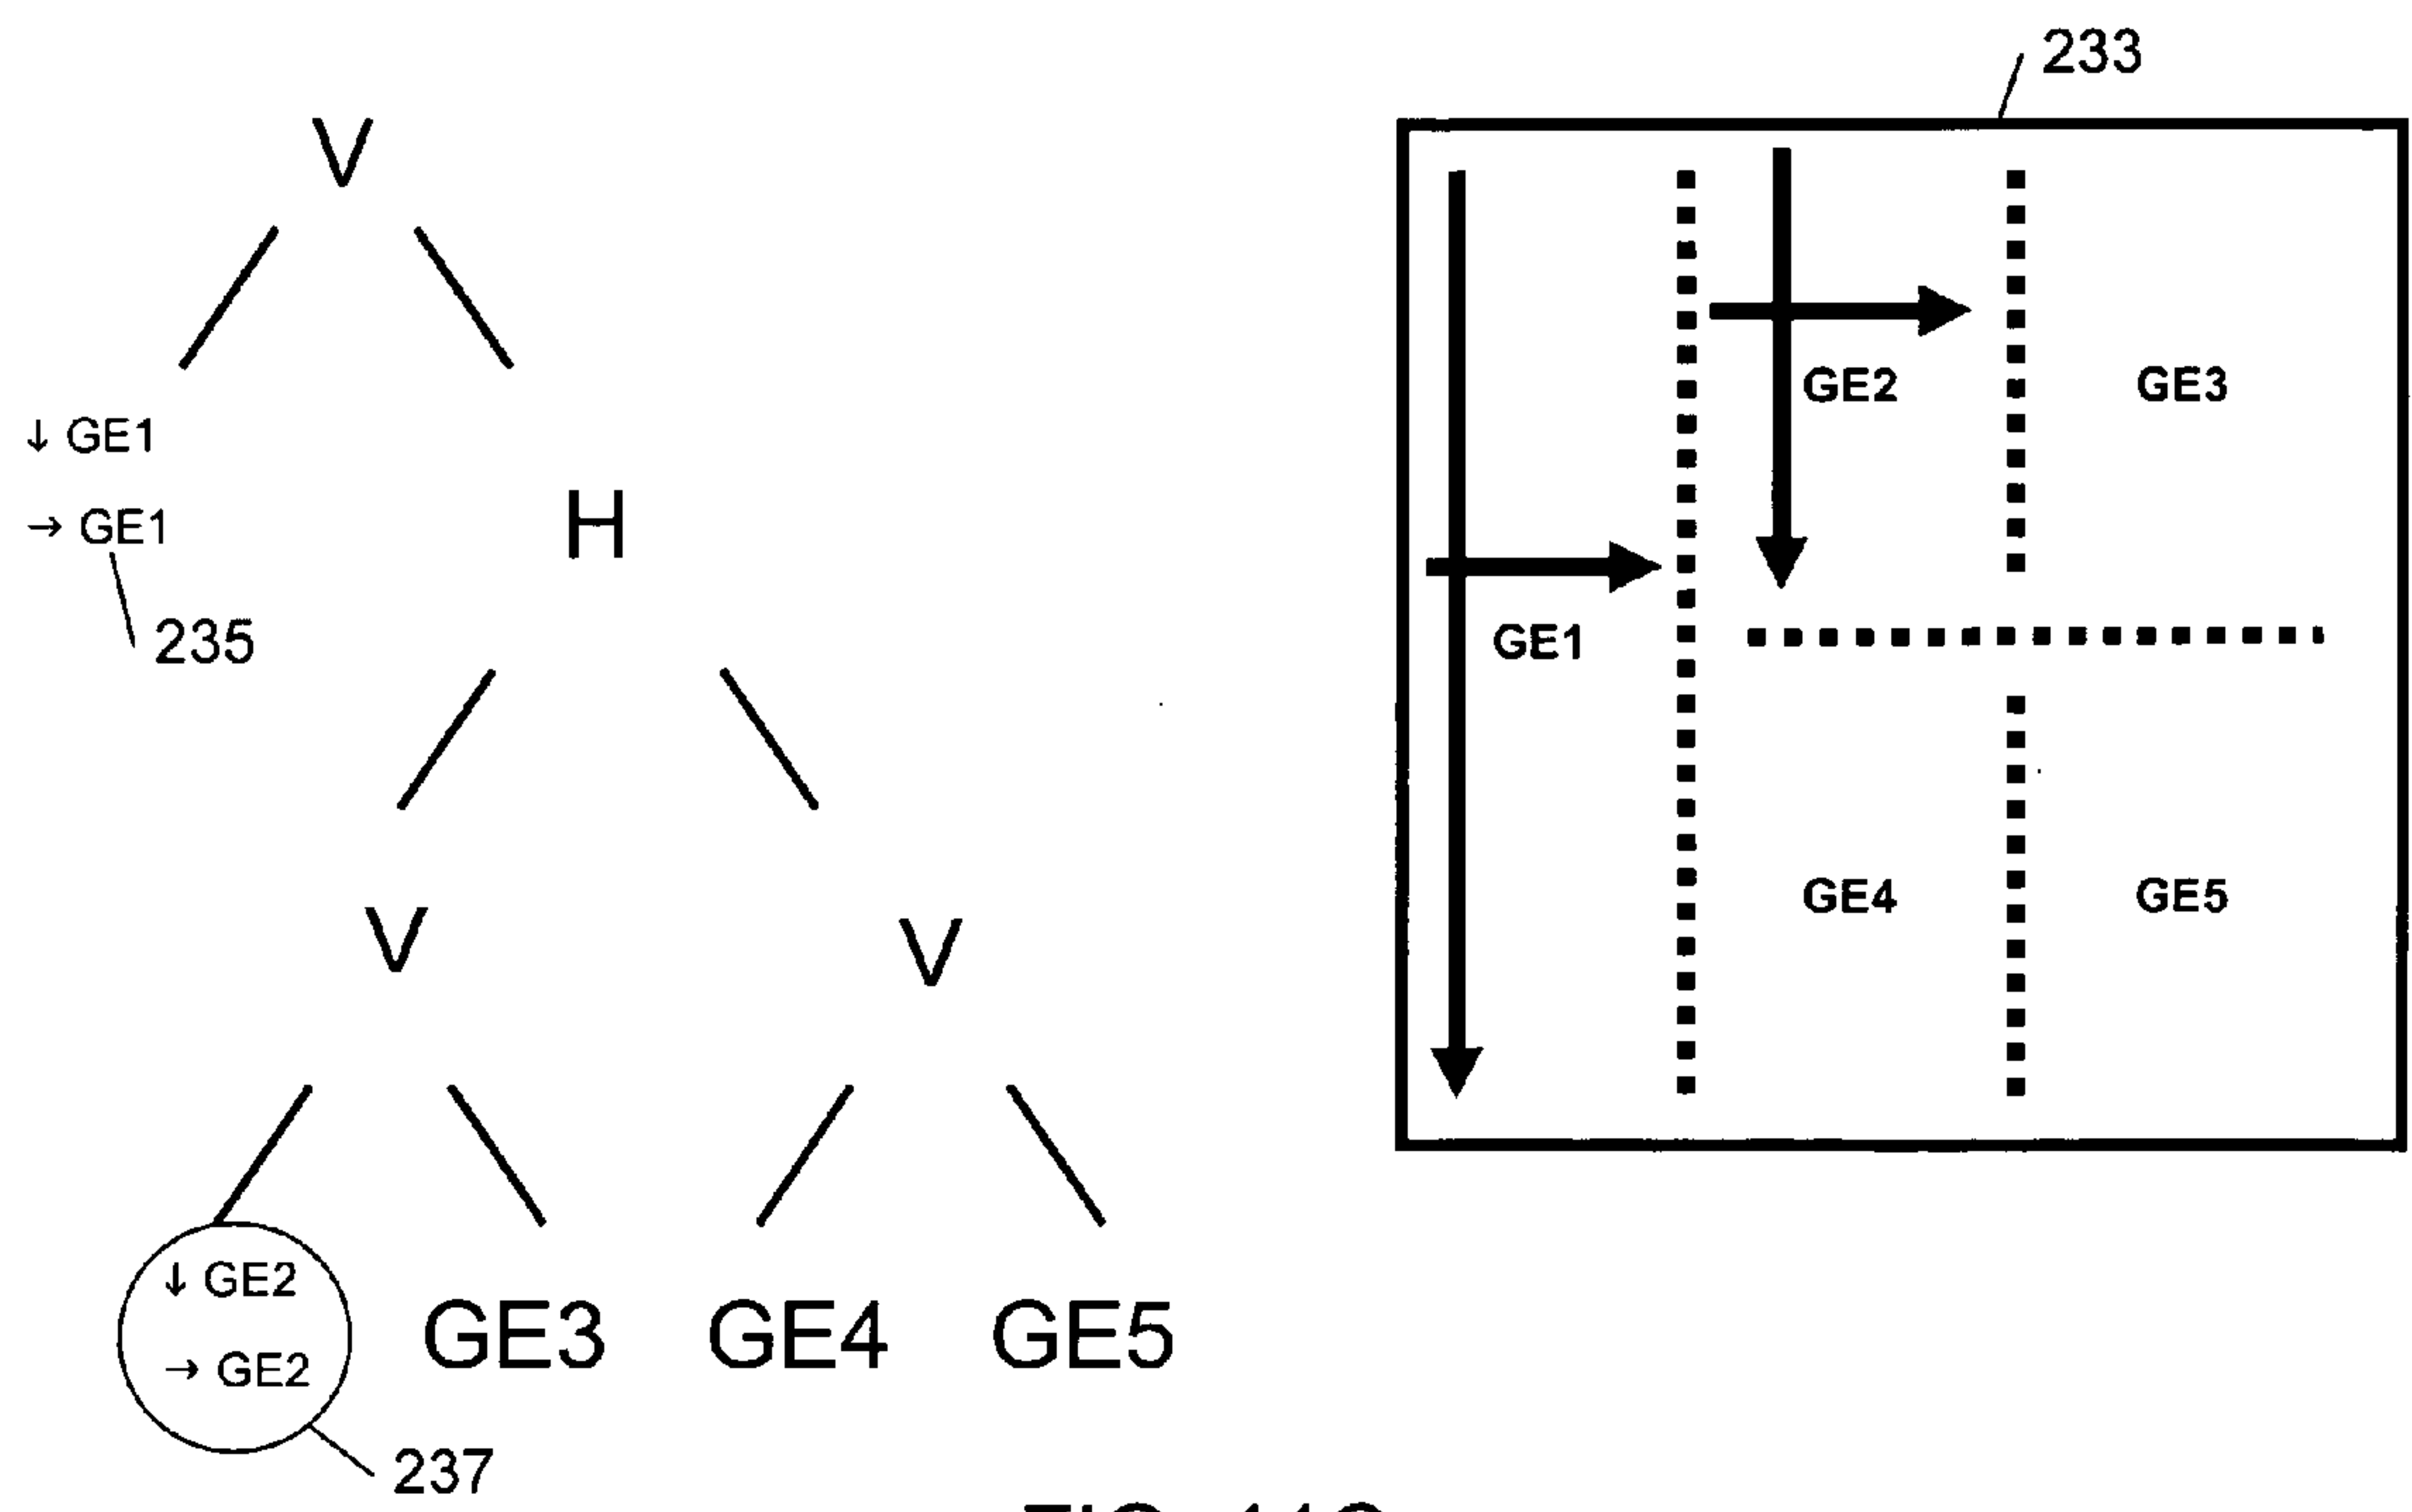 233
V
↓ GE1
→ GE1
235
H
V
V
↓ GE2
→ GE2
237
GE3
GE4
GE5
GE2
GE3
GE1
GE4
GE5